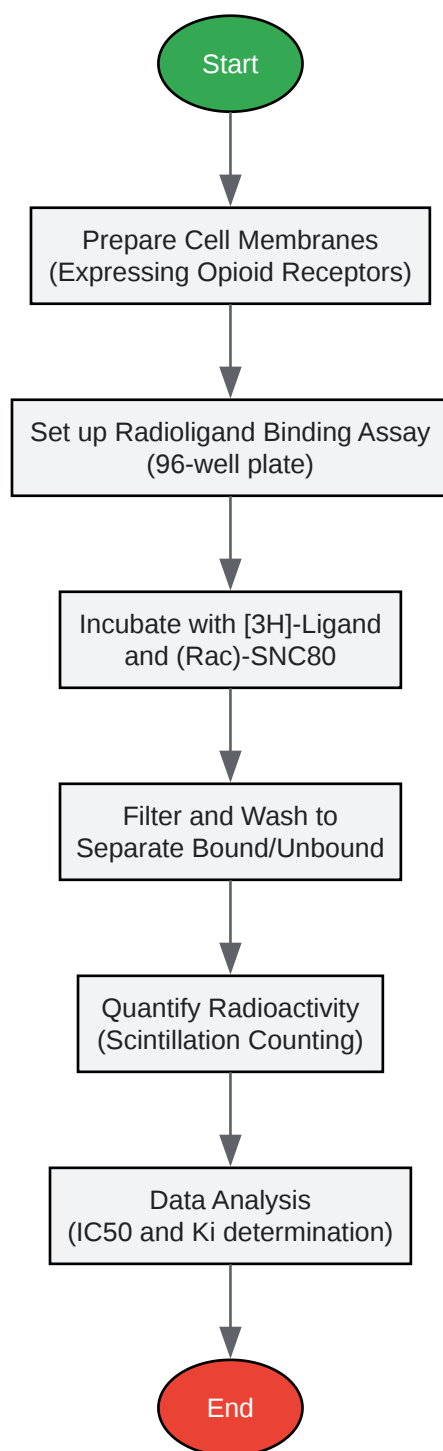 Start
Prepare Cell Membranes
(Expressing Opioid Receptors)
Set up Radioligand Binding Assay
(96-well plate)
Incubate with [3H]-Ligand
and (Rac)-SNC80
Filter and Wash to
Separate Bound/Unbound
Quantify Radioactivity
(Scintillation Counting)
Data Analysis
(IC50 and Ki determination)
End